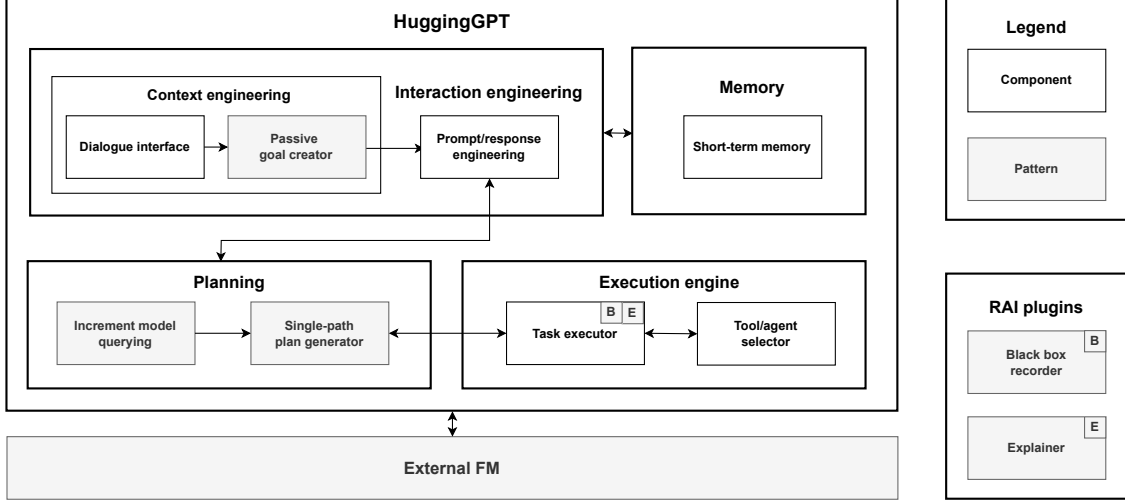 HuggingGPT
Context engineering
Interaction engineering
Dialogue interface
Passive
goal creator
Prompt/response
engineering
Memory
Short-term memory
Planning
Increment model
querying
Single-path
plan generator
Execution engine
B
E
Task executor
Tool/agent
selector
External FM
Legend
Component
Pattern
RAI plugins
B
Black box
recorder
E
Explainer